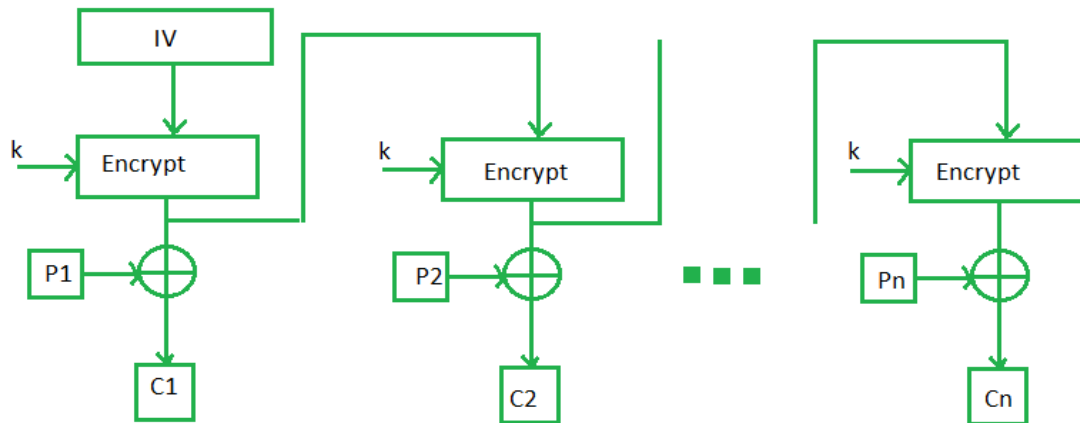 IV
k
Encrypt
k
Encrypt
k
Encrypt
P1
P2
Pn
C1
C2
Cn